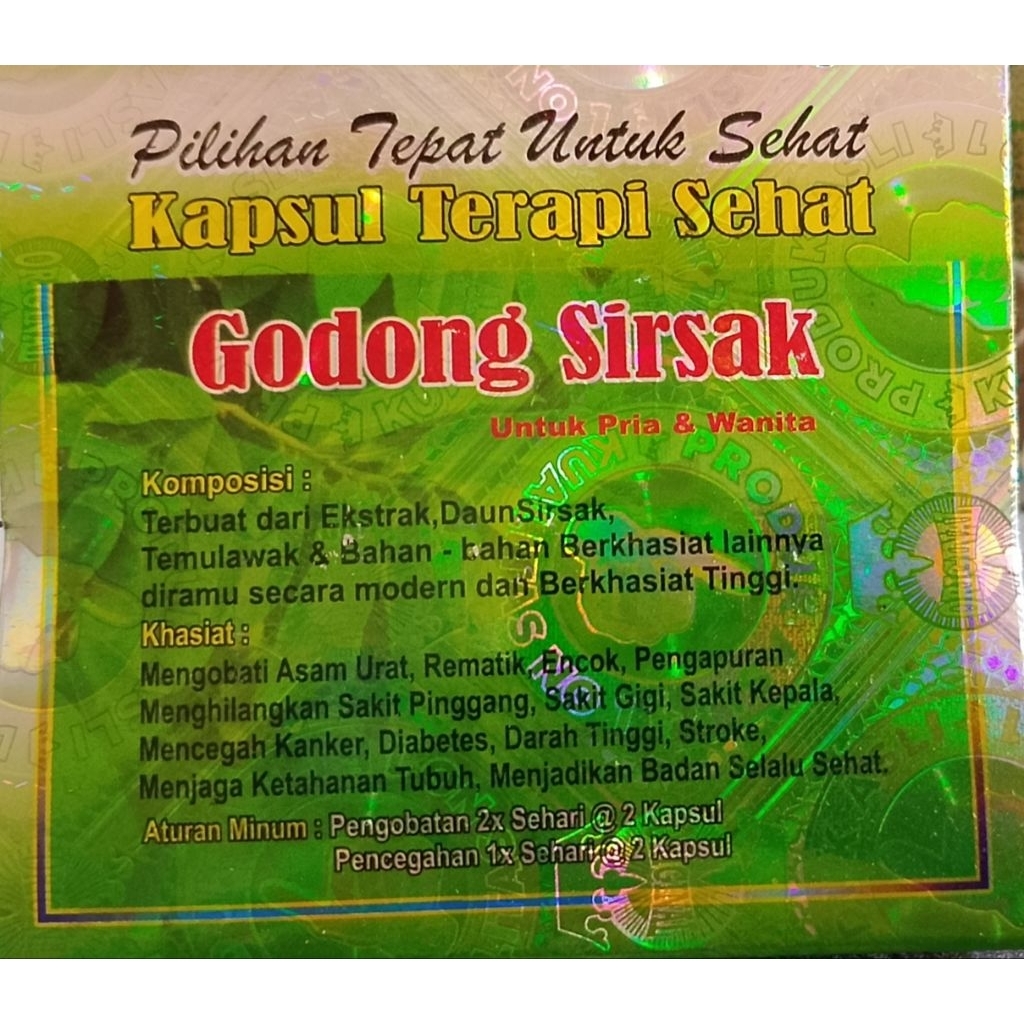 Pilihan Tepat Untuk Sehat
Kapsul Terapi Sehat
Godong Sirsak
Untuk Pria & Wanita
Komposisi :
Terbuat dari Ekstrak,DaunSirsak,
Temulawak & Bahan - bahan Berkhasiat lainnya
diramu secara modern dan Berkhasiat Tinggi.
Khasiat :
Mengobati Asam Urat, Rematik, Encok, Pengapuran
Menghilangkan Sakit Pinggang, Sakit Gigi, Sakit Kepala,
Mencegah Kanker, Diabetes, Darah Tinggi, Stroke,
Menjaga Ketahanan Tubuh, Menjadikan Badan Selalu Sehat.
Aturan Minum : Pengobatan 2x Sehari @ 2 Kapsul
Pencegahan 1x Sehari @ 2 Kapsul